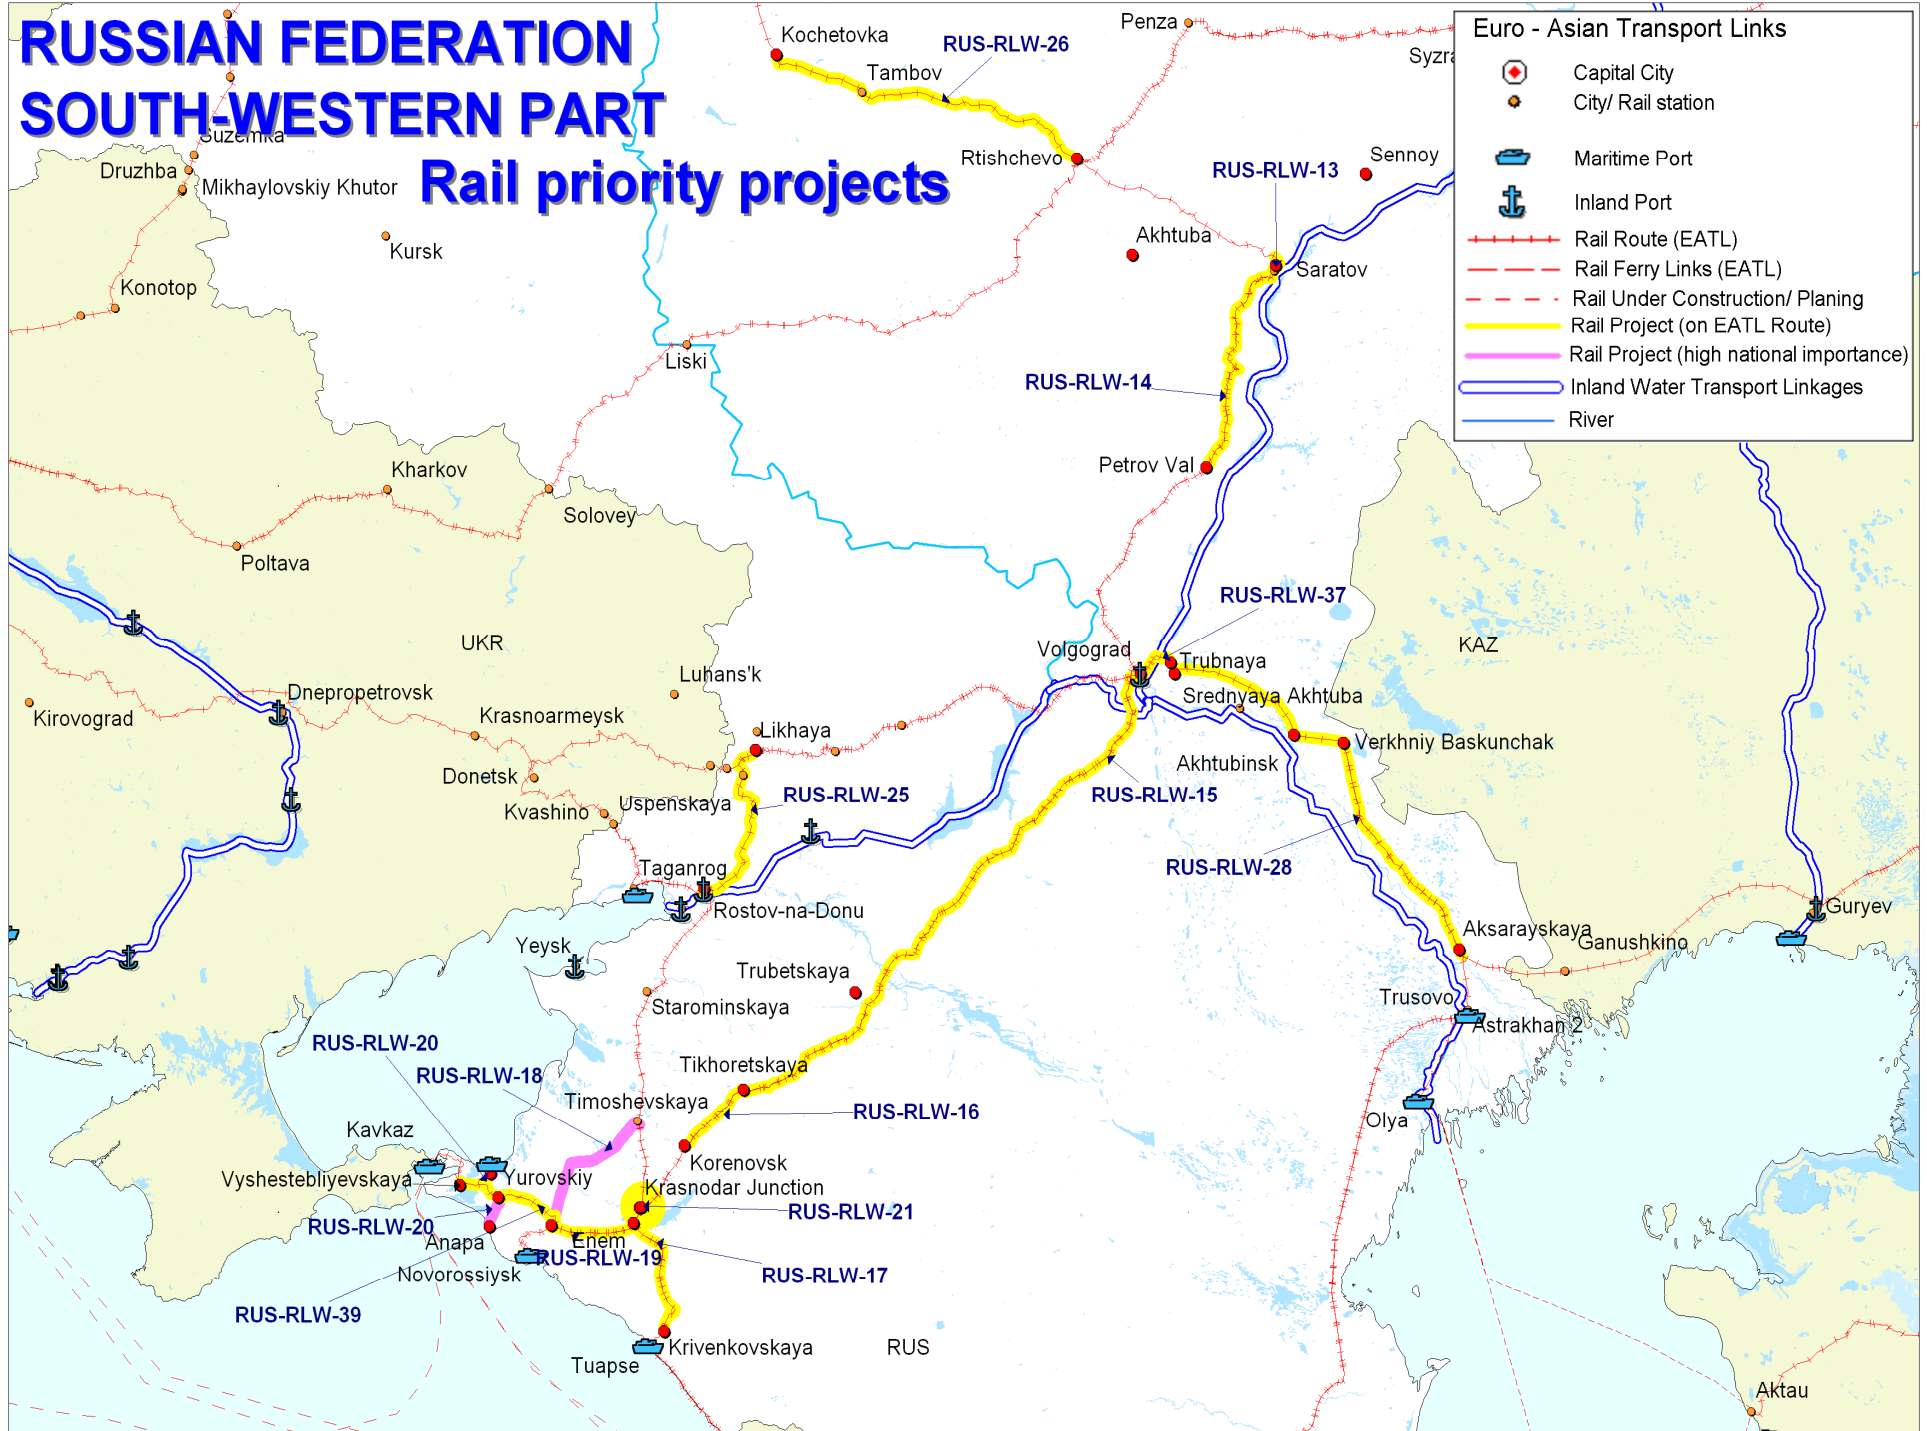 RUSSIAN FEDERATION
SOUTH-WESTERN PART
Rail priority projects
Euro - Asian Transport Links
Capital City
City/ Rail station
Maritime Port
Inland Port
Rail Route (EATL)
Rail Ferry Links (EATL)
Rail Under Construction/ Planing
Rail Project (on EATL Route)
Rail Project (high national importance)
Inland Water Transport Linkages
River
Penza
Kochetovka
RUS-RLW-26
Syzra
Tambov
Suzemka
Druzhba
Mikhaylovskiy Khutor
Rtishchevo
Sennoy
RUS-RLW-13
Kursk
Akhtuba
Saratov
Konotop
Liski
RUS-RLW-14
Kharkov
Petrov Val
Solovey
Poltava
RUS-RLW-37
UKR
KAZ
Volgograd
Trubnaya
Luhans'k
Dnepropetrovsk
Srednyaya Akhtuba
Kirovograd
Krasnoarmeysk
Likhaya
Verkhniy Baskunchak
Akhtubinsk
Donetsk
RUS-RLW-25
RUS-RLW-15
Uspenskaya
Kvashino
Taganrog
RUS-RLW-28
Rostov-na-Donu
Guryev
Aksarayskaya
Yeysk
Ganushkino
Trubetskaya
Trusovo
Starominskaya
Astrakhan 2
RUS-RLW-20
Tikhoretskaya
RUS-RLW-18
Timoshevskaya
RUS-RLW-16
Olya
Kavkaz
Korenovsk
Vyshestebliyevskaya
Yurovskiy
Krasnodar Junction
RUS-RLW-21
RUS-RLW-20
Anapa
Enem
RUS-RLW-19
Novorossiysk
RUS-RLW-17
RUS-RLW-39
Krivenkovskaya
RUS
Tuapse
Aktau